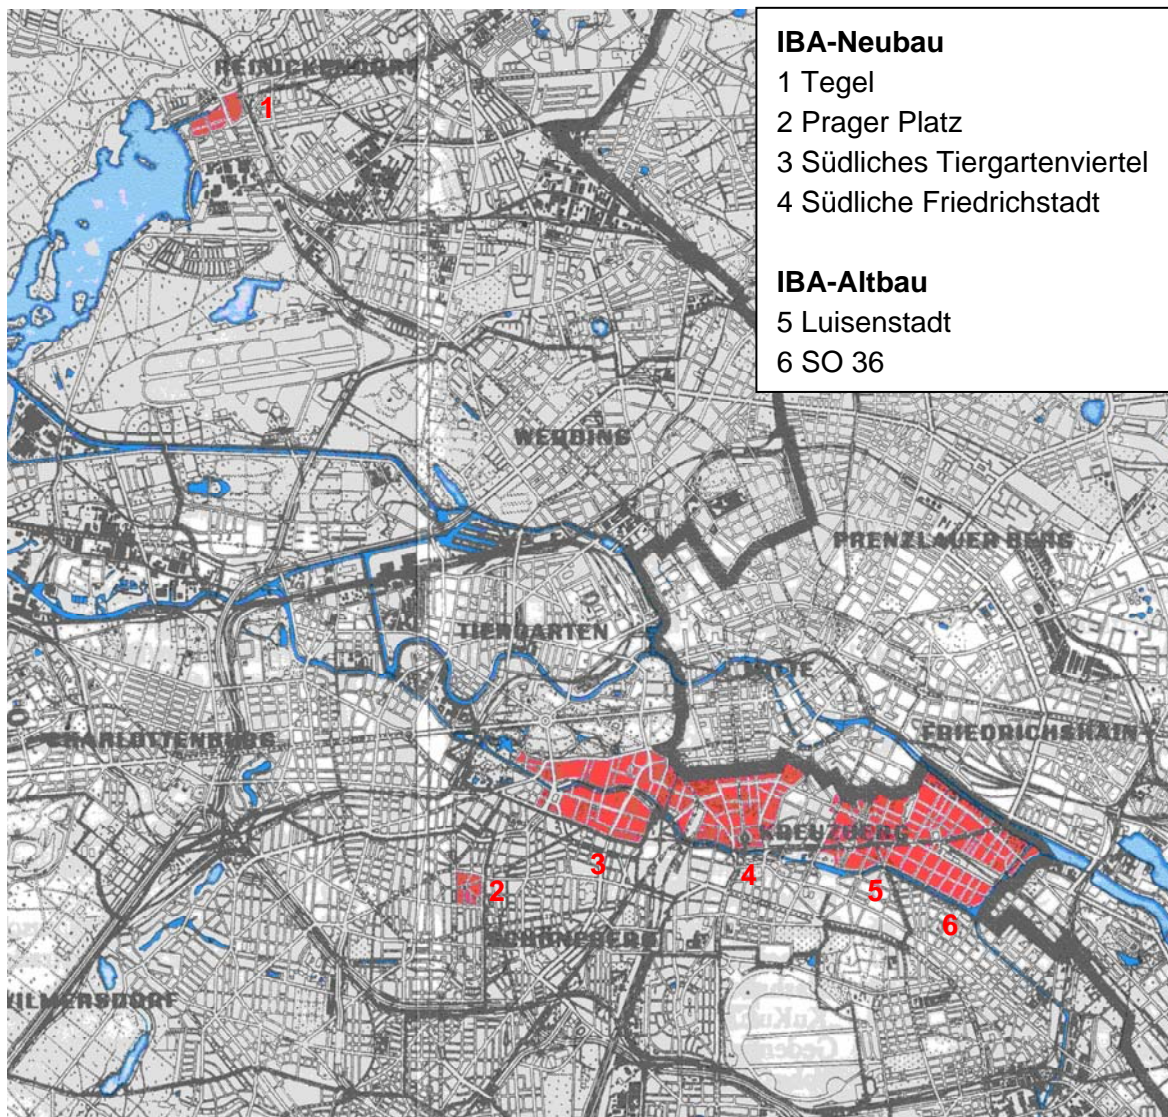 IBA-Neubau
1 Tegel
2 Prager Platz
3 Südliches Tiergartenviertel
4 Südliche Friedrichstadt
IBA-Altbau
5 Luisenstadt
6 SO 36
REINICKENDORF
1
WEDDING
PRENZLAUER BERG
TIERGARTEN
MITTE
CHARLOTTENBURG
FRIEDRICHSHAIN
KREUZBERG
3
4
2
5
6
SCHÖNEBERG
WILMERSDORF